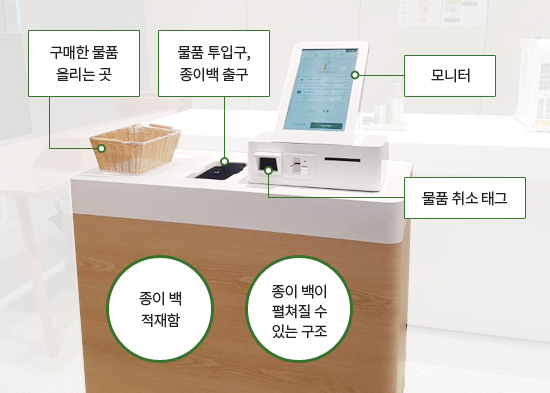 구매한 물품
올리는 곳
물품 투입구,
종이백 출구
모니터
물품 취소 태그
종이 백
적재함
종이 백이
펼쳐질 수
있는 구조